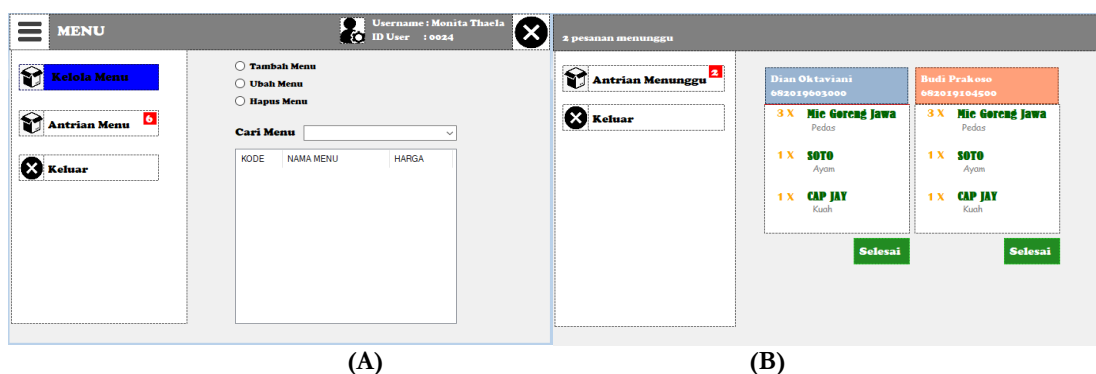 MENU
Username : Monita Thaela
ID User : 0024
Kelola Menu
Antrian Menu 6
Keluar
Tambah Menu
Ubah Menu
Hapus Menu
Cari Menu
KODE NAMA MENU HARGA
(A)
2 pesanan menunggu
Antrian Menunggu 2
Keluar
Dian Oktaviani
682019603000
3 X Mie Goreng Jawa
Pedas
1 X SOTO
Ayam
1 X CAP JAY
Kuah
Selesai
Budi Prakoso
682019104500
3 X Mie Goreng Jawa
Pedas
1 X SOTO
Ayam
1 X CAP JAY
Kuah
Selesai
(B)